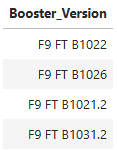 Booster_Version
F9 FT B1022
F9 FT B1026
F9 FT B1021.2
F9 FT B1031.2